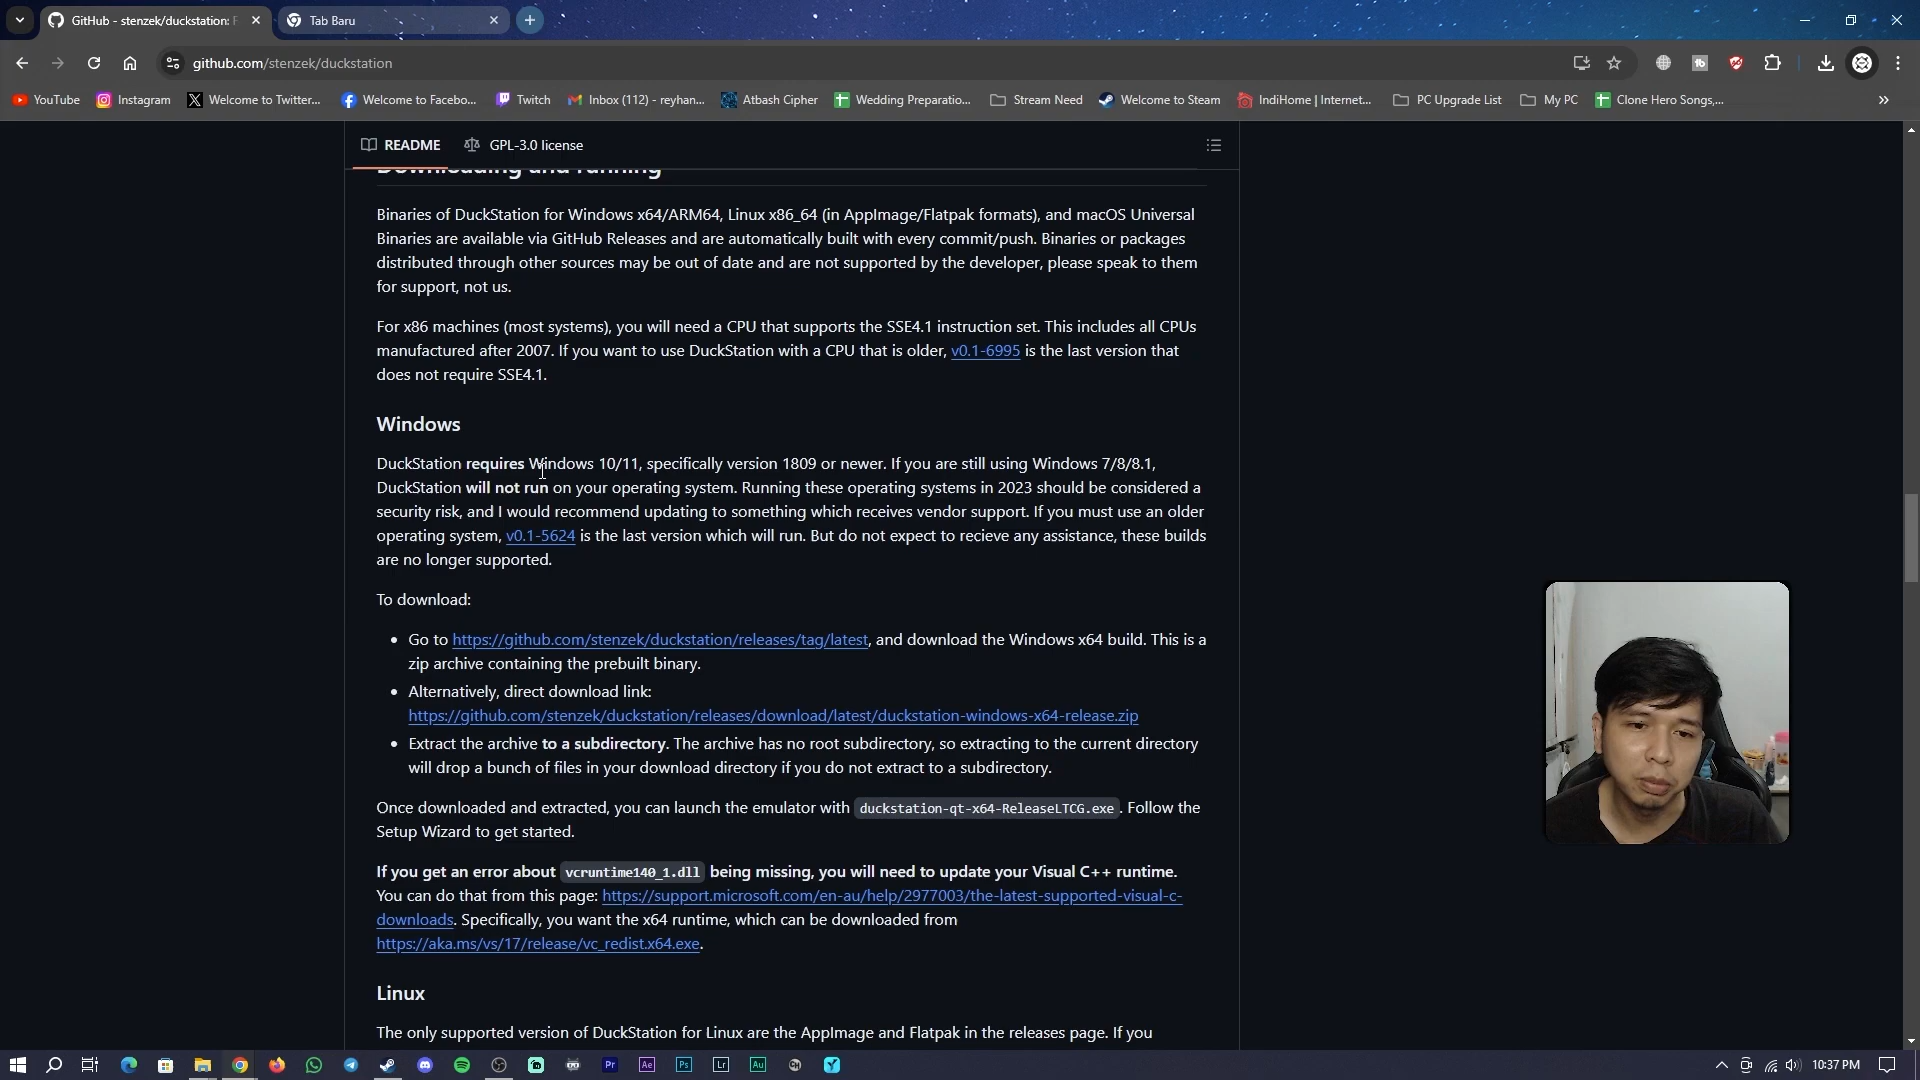 GitHub - stenzek/duckstation: F
Tab Baru
github.com/stenzek/duckstation
YouTube
Instagram
Welcome to Twitter...
Welcome to Facebo...
Twitch
Inbox (112) - reyhan...
Atbash Cipher
Wedding Preparatio...
Stream Need
Welcome to Steam
IndiHome | Internet...
PC Upgrade List
My PC
Clone Hero Songs,...
README
GPL-3.0 license
Downloading and running
Binaries of DuckStation for Windows x64/ARM64, Linux x86_64 (in AppImage/Flatpak formats), and macOS Universal
Binaries are available via GitHub Releases and are automatically built with every commit/push. Binaries or packages
distributed through other sources may be out of date and are not supported by the developer, please speak to them
for support, not us.
For x86 machines (most systems), you will need a CPU that supports the SSE4.1 instruction set. This includes all CPUs
manufactured after 2007. If you want to use DuckStation with a CPU that is older, v0.1-6995 is the last version that
does not require SSE4.1.
Windows
DuckStation requires Windows 10/11, specifically version 1809 or newer. If you are still using Windows 7/8/8.1,
DuckStation will not run on your operating system. Running these operating systems in 2023 should be considered a
security risk, and I would recommend updating to something which receives vendor support. If you must use an older
operating system, v0.1-5624 is the last version which will run. But do not expect to recieve any assistance, these builds
are no longer supported.
To download:
• Go to https://github.com/stenzek/duckstation/releases/tag/latest, and download the Windows x64 build. This is a
zip archive containing the prebuilt binary.
• Alternatively, direct download link:
https://github.com/stenzek/duckstation/releases/download/latest/duckstation-windows-x64-release.zip
• Extract the archive to a subdirectory. The archive has no root subdirectory, so extracting to the current directory
will drop a bunch of files in your download directory if you do not extract to a subdirectory.
Once downloaded and extracted, you can launch the emulator with duckstation-qt-x64-ReleaseLTCG.exe. Follow the
Setup Wizard to get started.
If you get an error about vcruntime140_1.dll being missing, you will need to update your Visual C++ runtime.
You can do that from this page: https://support.microsoft.com/en-au/help/2977003/the-latest-supported-visual-c-
downloads. Specifically, you want the x64 runtime, which can be downloaded from
https://aka.ms/vs/17/release/vc_redist.x64.exe.
Linux
The only supported version of DuckStation for Linux are the AppImage and Flatpak in the releases page. If you
Pr
Ae
Ps
Lr
Au
10:37 PM